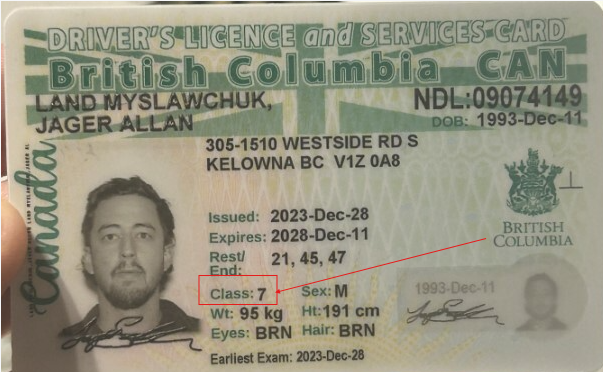 DRIVER'S LICENCE and SERVICES CARD
British Columbia CAN
LAND MYSLAWCHUK,
JAGER ALLAN
NDL:09074149
DOB: 1993-Dec-11
305-1510 WESTSIDE RD S
KELOWNA BC V1Z 0A8
Canada
Issued: 2023-Dec-28
Expires: 2028-Dec-11
Rest/
End: 21, 45, 47
Class: 7 Sex: M
Wt: 95 kg Ht: 191 cm
Eyes: BRN Hair: BRN
Earliest Exam: 2023-Dec-28
BRITISH
COLUMBIA
1993-Dec-11